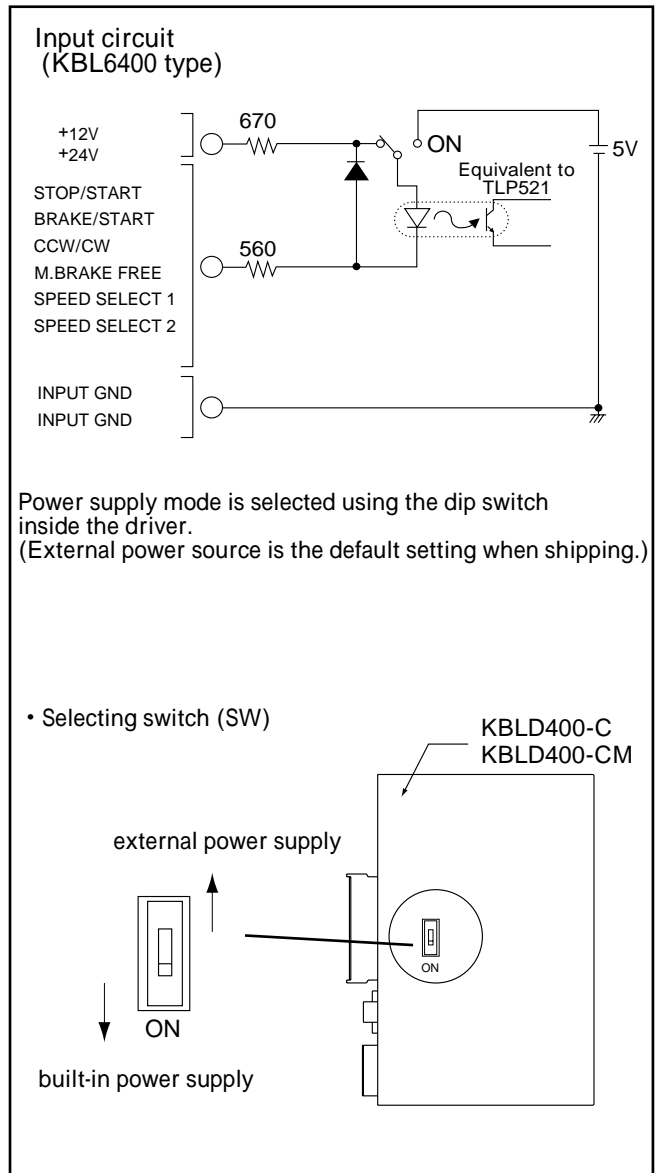 Input circuit
(KBL6400 type)
+12V
+24V
670
ON
5V
Equivalent to
TLP521
STOP/START
BRAKE/START
CCW/CW
M.BRAKE FREE
SPEED SELECT 1
SPEED SELECT 2
560
INPUT GND
INPUT GND
Power supply mode is selected using the dip switch
inside the driver.
(External power source is the default setting when shipping.)
・Selecting switch (SW)
KBLD400-C
KBLD400-CM
external power supply
ON
ON
built-in power supply